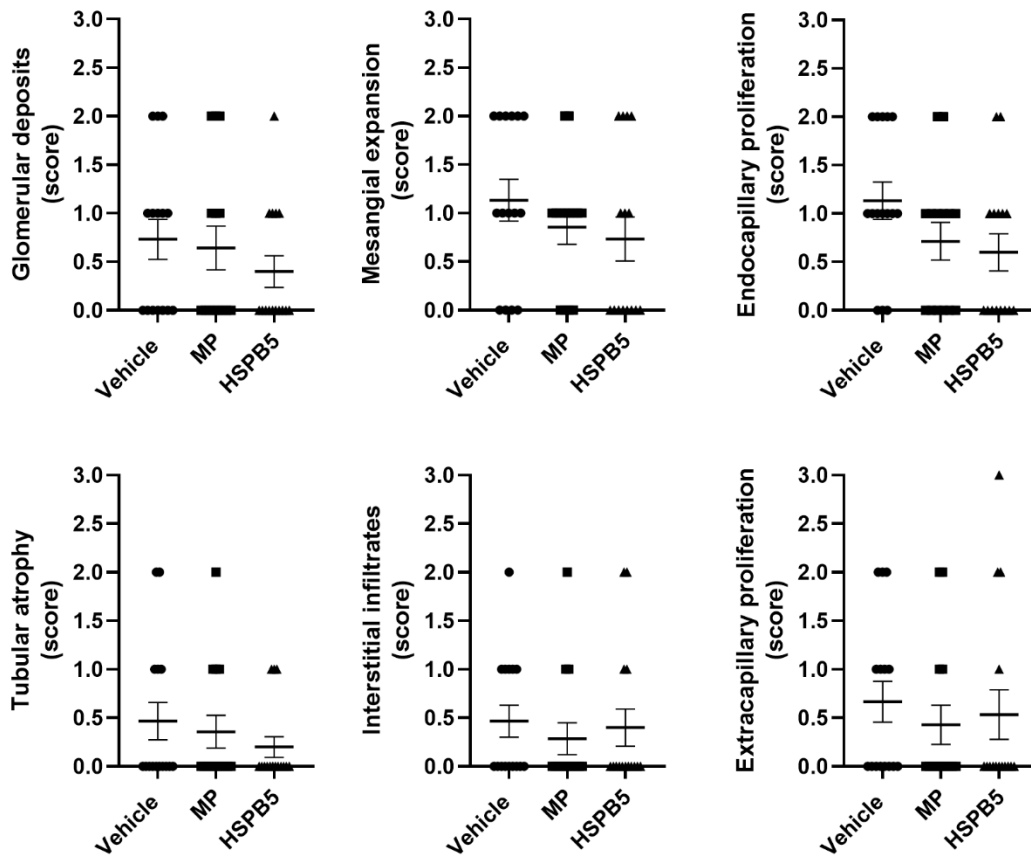 Glomerular deposits
(score)
3.0
2.5
2.0
1.5
1.0
0.5
0.0
Vehicle
MP
HSPB5
Mesangial expansion
(score)
3.0
2.5
2.0
1.5
1.0
0.5
0.0
Vehicle
MP
HSPB5
Endocapillary proliferation
(score)
3.0
2.5
2.0
1.5
1.0
0.5
0.0
Vehicle
MP
HSPB5
Tubular atrophy
(score)
3.0
2.5
2.0
1.5
1.0
0.5
0.0
Vehicle
MP
HSPB5
Interstitial infiltrates
(score)
3.0
2.5
2.0
1.5
1.0
0.5
0.0
Vehicle
MP
HSPB5
Extracapillary proliferation
(score)
3.0
2.5
2.0
1.5
1.0
0.5
0.0
Vehicle
MP
HSPB5